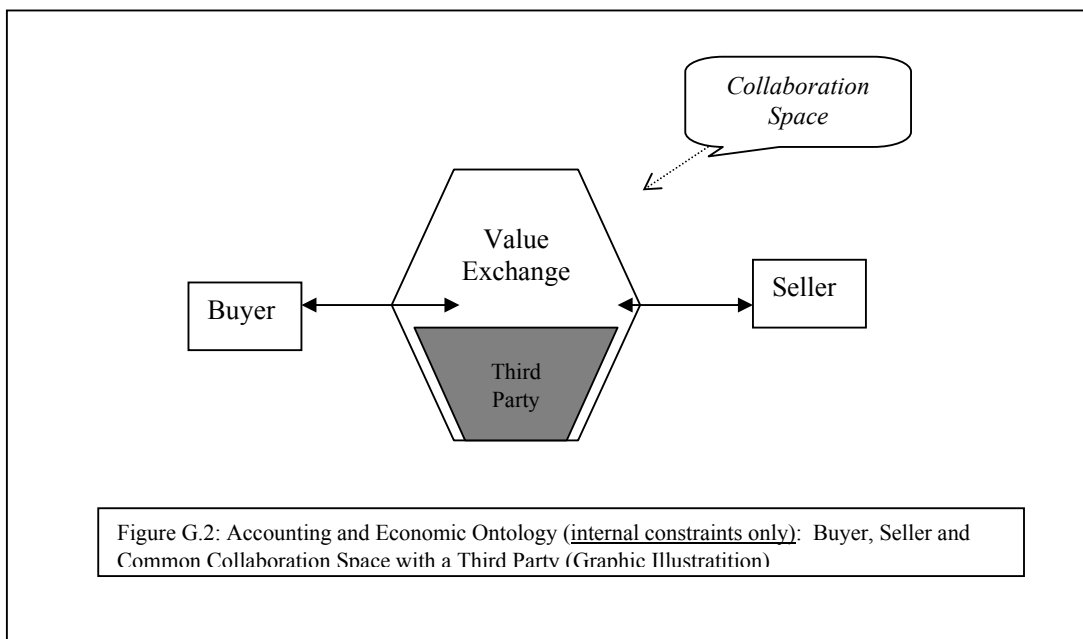 Collaboration
Space
Value
Exchange
Buyer
Seller
Third
Party
Figure G.2: Accounting and Economic Ontology (internal constraints only): Buyer, Seller and
Common Collaboration Space with a Third Party (Graphic Illustratition)